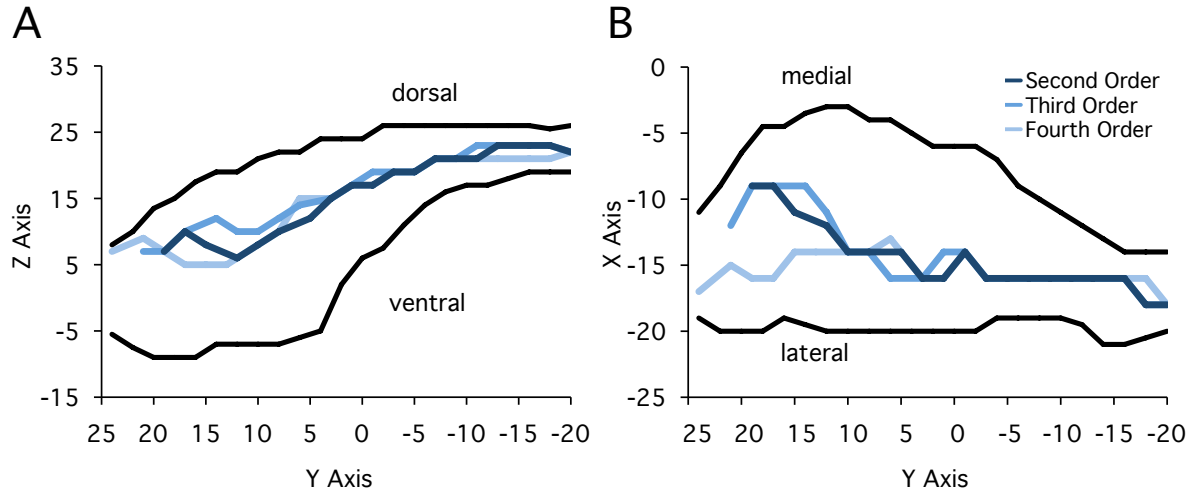 A
35
25
15
5
-5
-15
Z Axis
dorsal
ventral
25 20 15 10 5 0 -5 -10 -15 -20
Y Axis
B
0
-5
-10
-15
-20
-25
X Axis
medial
lateral
Second Order
Third Order
Fourth Order
25 20 15 10 5 0 -5 -10 -15 -20
Y Axis